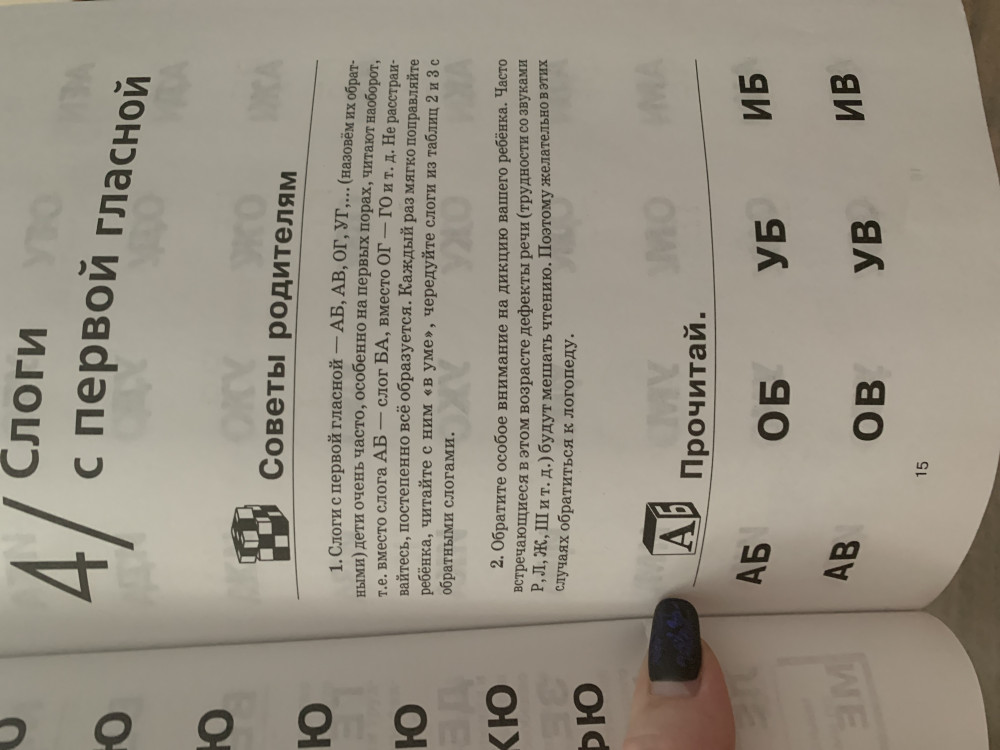 4/ Слоги
с первой гласной
Советы родителям
1. Слоги с первой гласной — АБ, АВ, ОГ, УГ,... (назовём их обрат-
ными) дети очень часто, особенно на первых порах, читают наоборот,
т.е. вместо слога АБ — слог БА, вместо ОГ — ГО и т. д. Не расстраи-
вайтесь, постепенно всё образуется. Каждый раз мягко поправляйте
ребёнка, читайте с ним «в уме», чередуйте слоги из таблиц 2 и 3 с
обратными слогами.
2. Обратите особое внимание на дикцию вашего ребёнка. Часто
встречающиеся в этом возрасте дефекты речи (трудности со звуками
Р, Л, Ж, Ш и т. д.) будут мешать чтению. Поэтому желательно в этих
случаях обратиться к логопеду.
АБ Прочитай.
АБ ОБ УБ ИБ
АВ ОВ УВ ИВ
15
Ю
Ю
Ю
Ю
Ю
КЮ
ФЮ